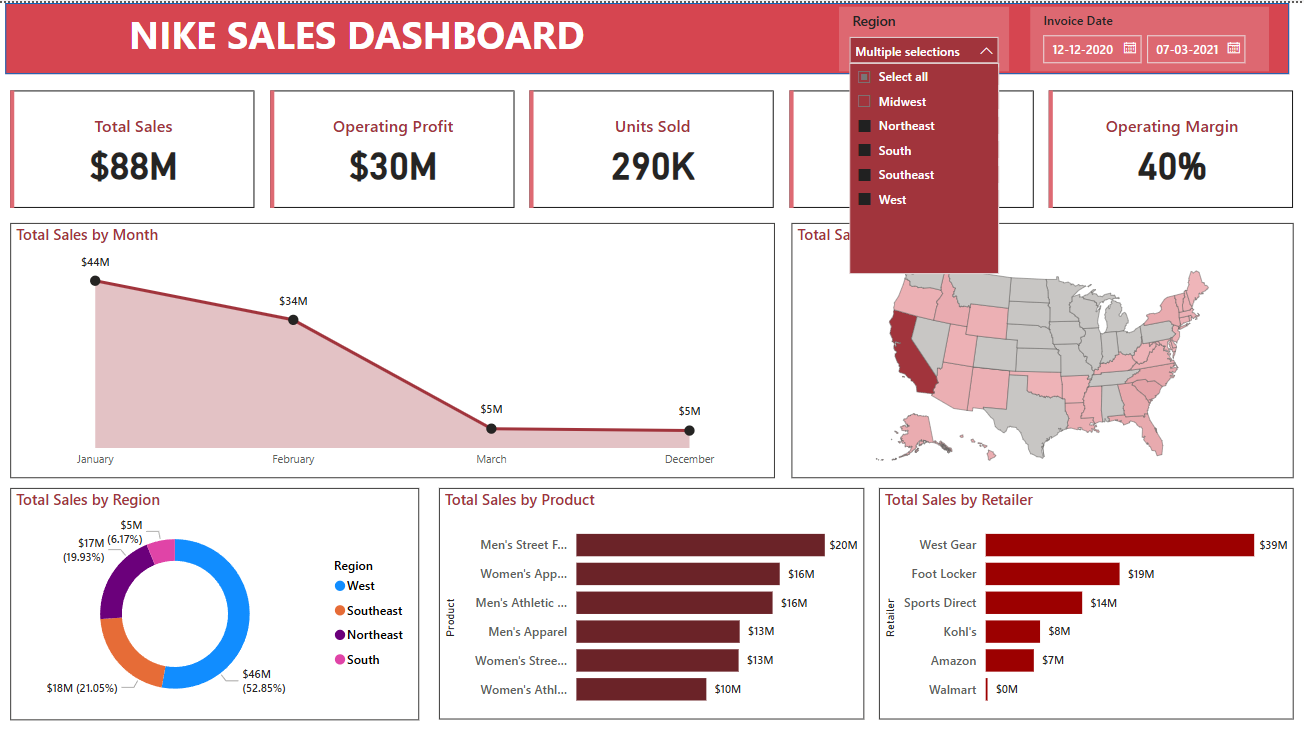 NIKE SALES DASHBOARD
Region
Multiple selections
Select all
Midwest
Northeast
South
Southeast
West
Invoice Date
12-12-2020
07-03-2021
Total Sales
$88M
Operating Profit
$30M
Units Sold
290K
Operating Margin
40%
Total Sales by Month
$44M
$34M
$5M
$5M
January
February
March
December
Total Sa
Total Sales by Region
$5M
(6.17%)
$17M
(19.93%)
$18M (21.05%)
$46M
(52.85%)
Region
West
Southeast
Northeast
South
Total Sales by Product
Product
Men's Street F... $20M
Women's App... $16M
Men's Athletic ... $16M
Men's Apparel $13M
Women's Stree... $13M
Women's Athl... $10M
Total Sales by Retailer
Retailer
West Gear $39M
Foot Locker $19M
Sports Direct $14M
Kohl's $8M
Amazon $7M
Walmart $0M